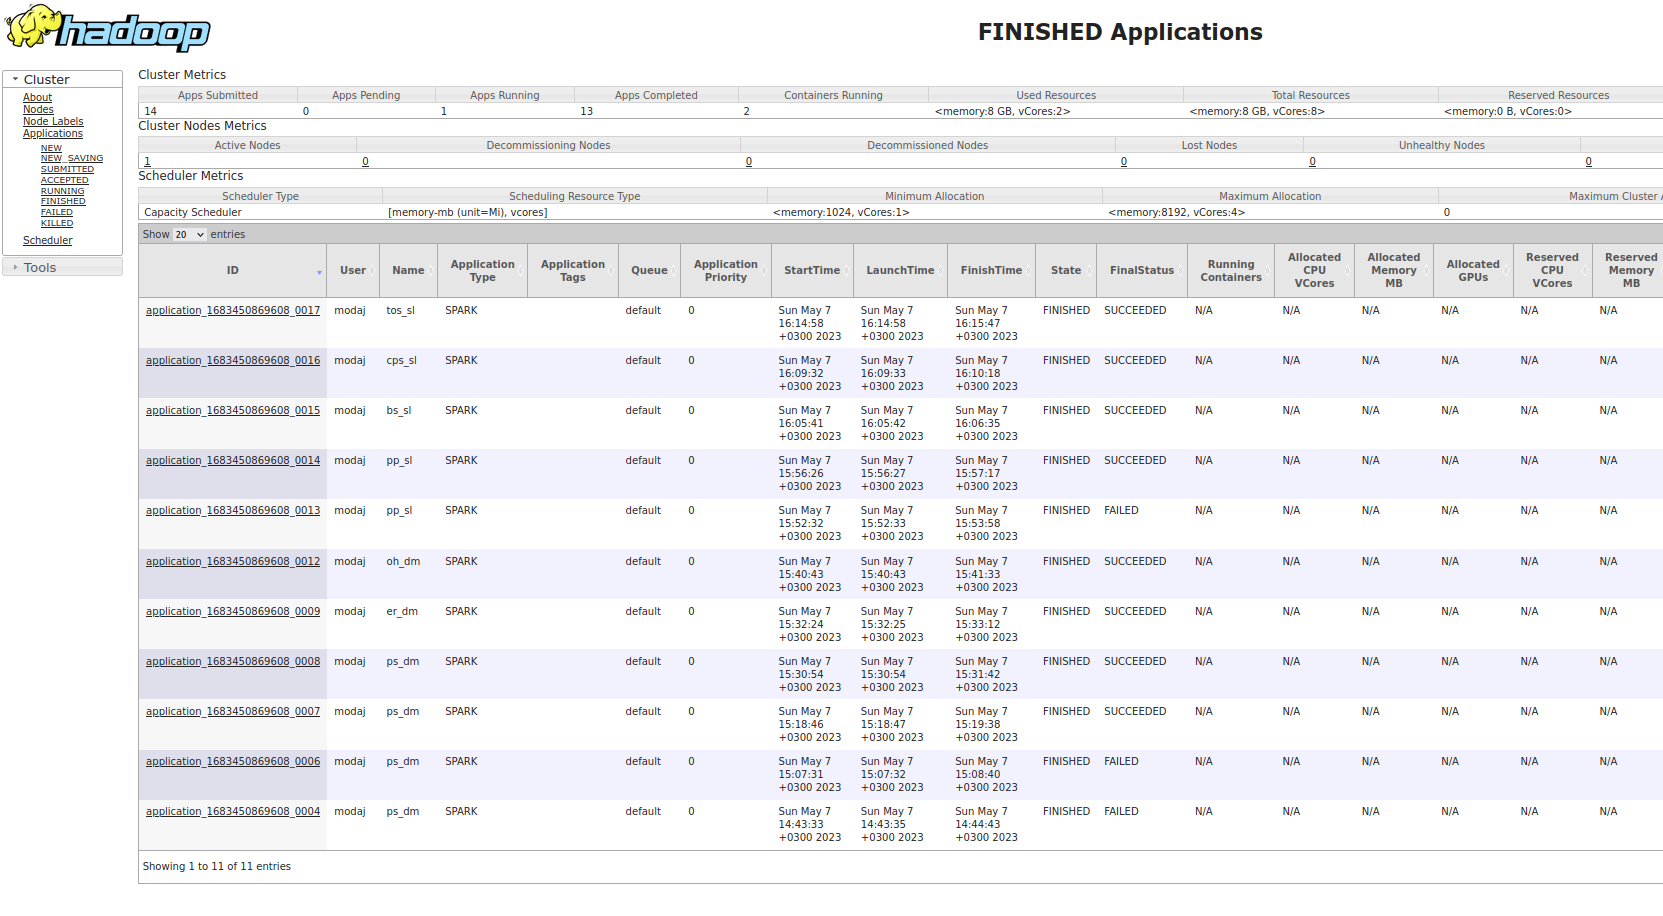 hadoop
FINISHED Applications
Cluster
About
Nodes
Node Labels
Applications
NEW
NEW_SAVING
SUBMITTED
ACCEPTED
RUNNING
FINISHED
FAILED
KILLED
Scheduler
Tools
Cluster Metrics
Apps Submitted Apps Pending Apps Running Apps Completed Containers Running Used Resources Total Resources Reserved Resources
14 0 1 13 2 <memory:8 GB, vCores:2> <memory:8 GB, vCores:8> <memory:0 B, vCores:0>
Cluster Nodes Metrics
Active Nodes Decommissioning Nodes Decommissioned Nodes Lost Nodes Unhealthy Nodes
1 0 0 0 0 0
Scheduler Metrics
Scheduler Type Scheduling Resource Type Minimum Allocation Maximum Allocation Maximum Cluster
Capacity Scheduler [memory-mb (unit=Mi), vcores] <memory:1024, vCores:1> <memory:8192, vCores:4> 0
Show 20 entries
ID User Name Application Type Application Tags Queue Application Priority StartTime LaunchTime FinishTime State FinalStatus Running Containers Allocated CPU VCores Allocated Memory MB Allocated GPUs Reserved CPU VCores Reserved Memory MB
application_1683450869608_0017 modaj tos_sl SPARK default 0 Sun May 7 16:14:58 +0300 2023 Sun May 7 16:14:58 +0300 2023 Sun May 7 16:15:47 +0300 2023 FINISHED SUCCEEDED N/A N/A N/A N/A N/A N/A
application_1683450869608_0016 modaj cps_sl SPARK default 0 Sun May 7 16:09:32 +0300 2023 Sun May 7 16:09:33 +0300 2023 Sun May 7 16:10:18 +0300 2023 FINISHED SUCCEEDED N/A N/A N/A N/A N/A N/A
application_1683450869608_0015 modaj bs_sl SPARK default 0 Sun May 7 16:05:41 +0300 2023 Sun May 7 16:05:42 +0300 2023 Sun May 7 16:06:35 +0300 2023 FINISHED SUCCEEDED N/A N/A N/A N/A N/A N/A
application_1683450869608_0014 modaj pp_sl SPARK default 0 Sun May 7 15:56:26 +0300 2023 Sun May 7 15:56:27 +0300 2023 Sun May 7 15:57:17 +0300 2023 FINISHED SUCCEEDED N/A N/A N/A N/A N/A N/A
application_1683450869608_0013 modaj pp_sl SPARK default 0 Sun May 7 15:52:32 +0300 2023 Sun May 7 15:52:33 +0300 2023 Sun May 7 15:53:58 +0300 2023 FINISHED FAILED N/A N/A N/A N/A N/A N/A
application_1683450869608_0012 modaj oh_dm SPARK default 0 Sun May 7 15:40:43 +0300 2023 Sun May 7 15:40:43 +0300 2023 Sun May 7 15:41:33 +0300 2023 FINISHED SUCCEEDED N/A N/A N/A N/A N/A N/A
application_1683450869608_0009 modaj er_dm SPARK default 0 Sun May 7 15:32:24 +0300 2023 Sun May 7 15:32:25 +0300 2023 Sun May 7 15:33:12 +0300 2023 FINISHED SUCCEEDED N/A N/A N/A N/A N/A N/A
application_1683450869608_0008 modaj ps_dm SPARK default 0 Sun May 7 15:30:54 +0300 2023 Sun May 7 15:30:54 +0300 2023 Sun May 7 15:31:42 +0300 2023 FINISHED SUCCEEDED N/A N/A N/A N/A N/A N/A
application_1683450869608_0007 modaj ps_dm SPARK default 0 Sun May 7 15:18:46 +0300 2023 Sun May 7 15:18:47 +0300 2023 Sun May 7 15:19:38 +0300 2023 FINISHED SUCCEEDED N/A N/A N/A N/A N/A N/A
application_1683450869608_0006 modaj ps_dm SPARK default 0 Sun May 7 15:07:31 +0300 2023 Sun May 7 15:07:32 +0300 2023 Sun May 7 15:08:40 +0300 2023 FINISHED FAILED N/A N/A N/A N/A N/A N/A
application_1683450869608_0004 modaj ps_dm SPARK default 0 Sun May 7 14:43:33 +0300 2023 Sun May 7 14:43:35 +0300 2023 Sun May 7 14:44:43 +0300 2023 FINISHED FAILED N/A N/A N/A N/A N/A N/A
Showing 1 to 11 of 11 entries